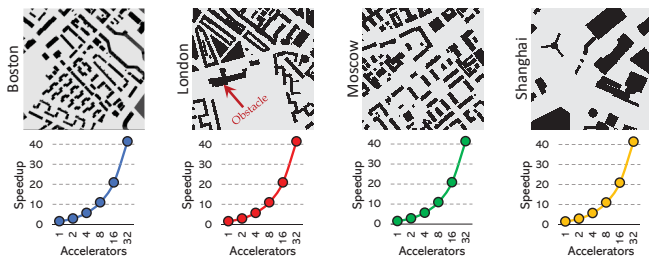 Boston
London
Obstacle
Moscow
Shanghai
Speedup
40
30
20
10
0
1 2 4 8 16 32
Accelerators
Speedup
40
30
20
10
0
1 2 4 8 16 32
Accelerators
Speedup
40
30
20
10
0
1 2 4 8 16 32
Accelerators
Speedup
40
30
20
10
0
1 2 4 8 16 32
Accelerators